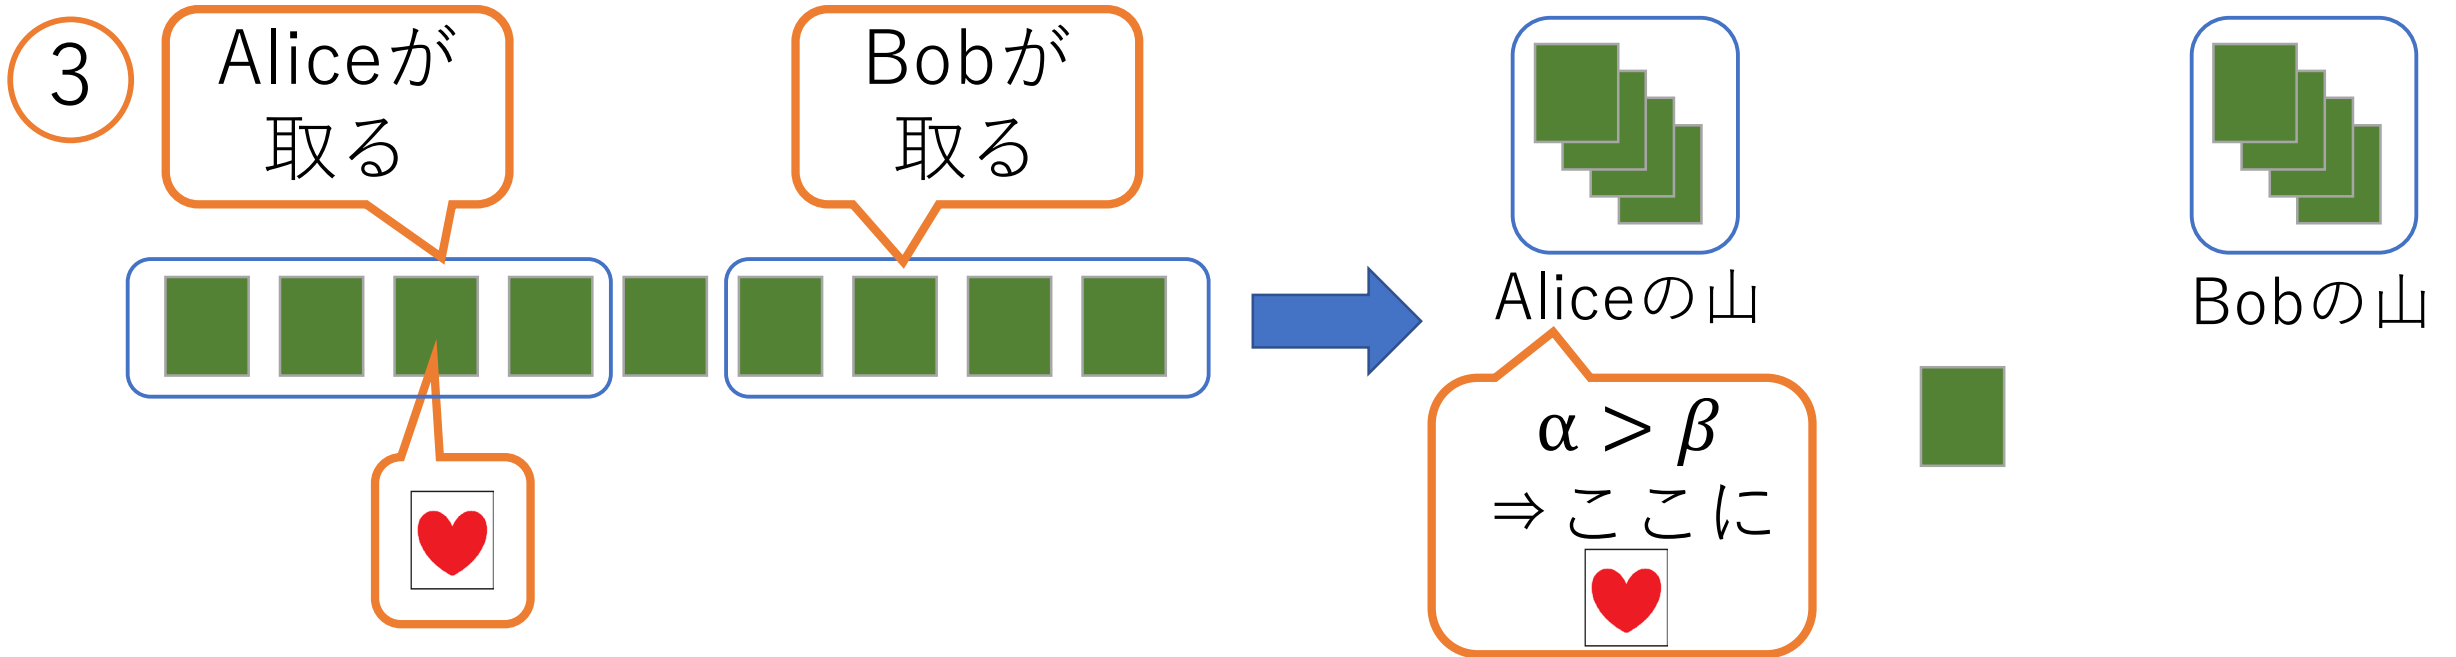 ③
Aliceが
取る
Bobが
取る
Aliceの山
Bobの山
α > β
⇒ここに